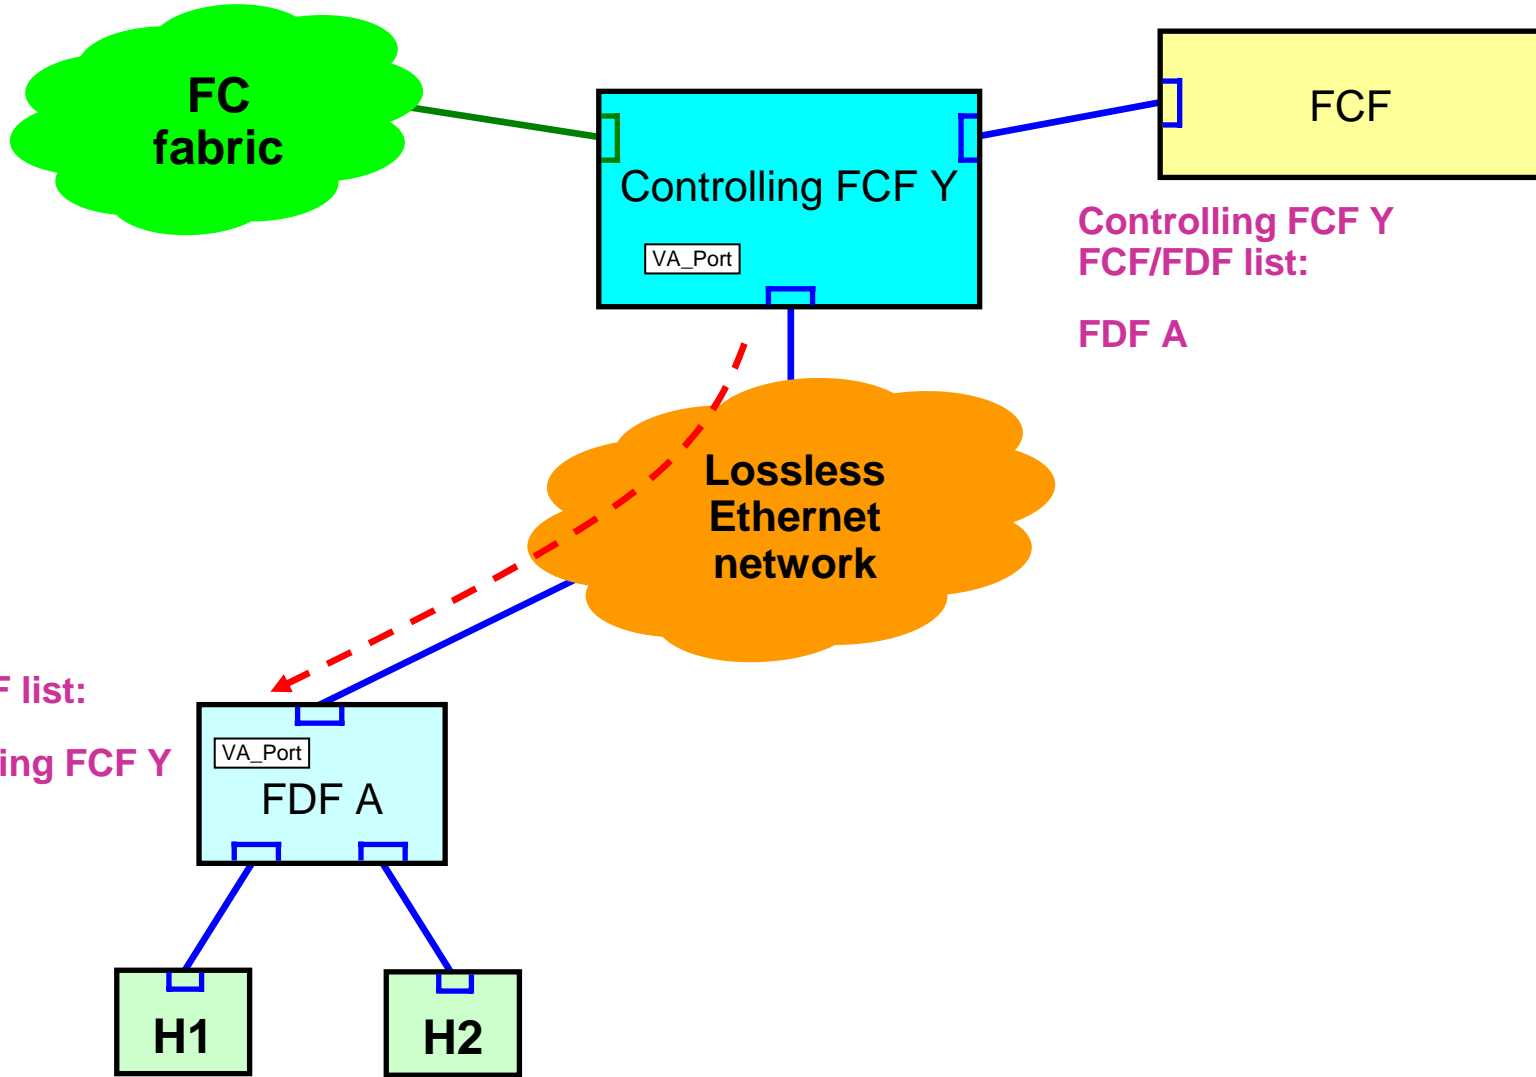 FC
fabric
Controlling FCF Y
VA_Port
FCF
Controlling FCF Y
FCF/FDF list:
FDF A
Lossless
Ethernet
network
F list:
ing FCF Y
VA_Port
FDF A
H1
H2